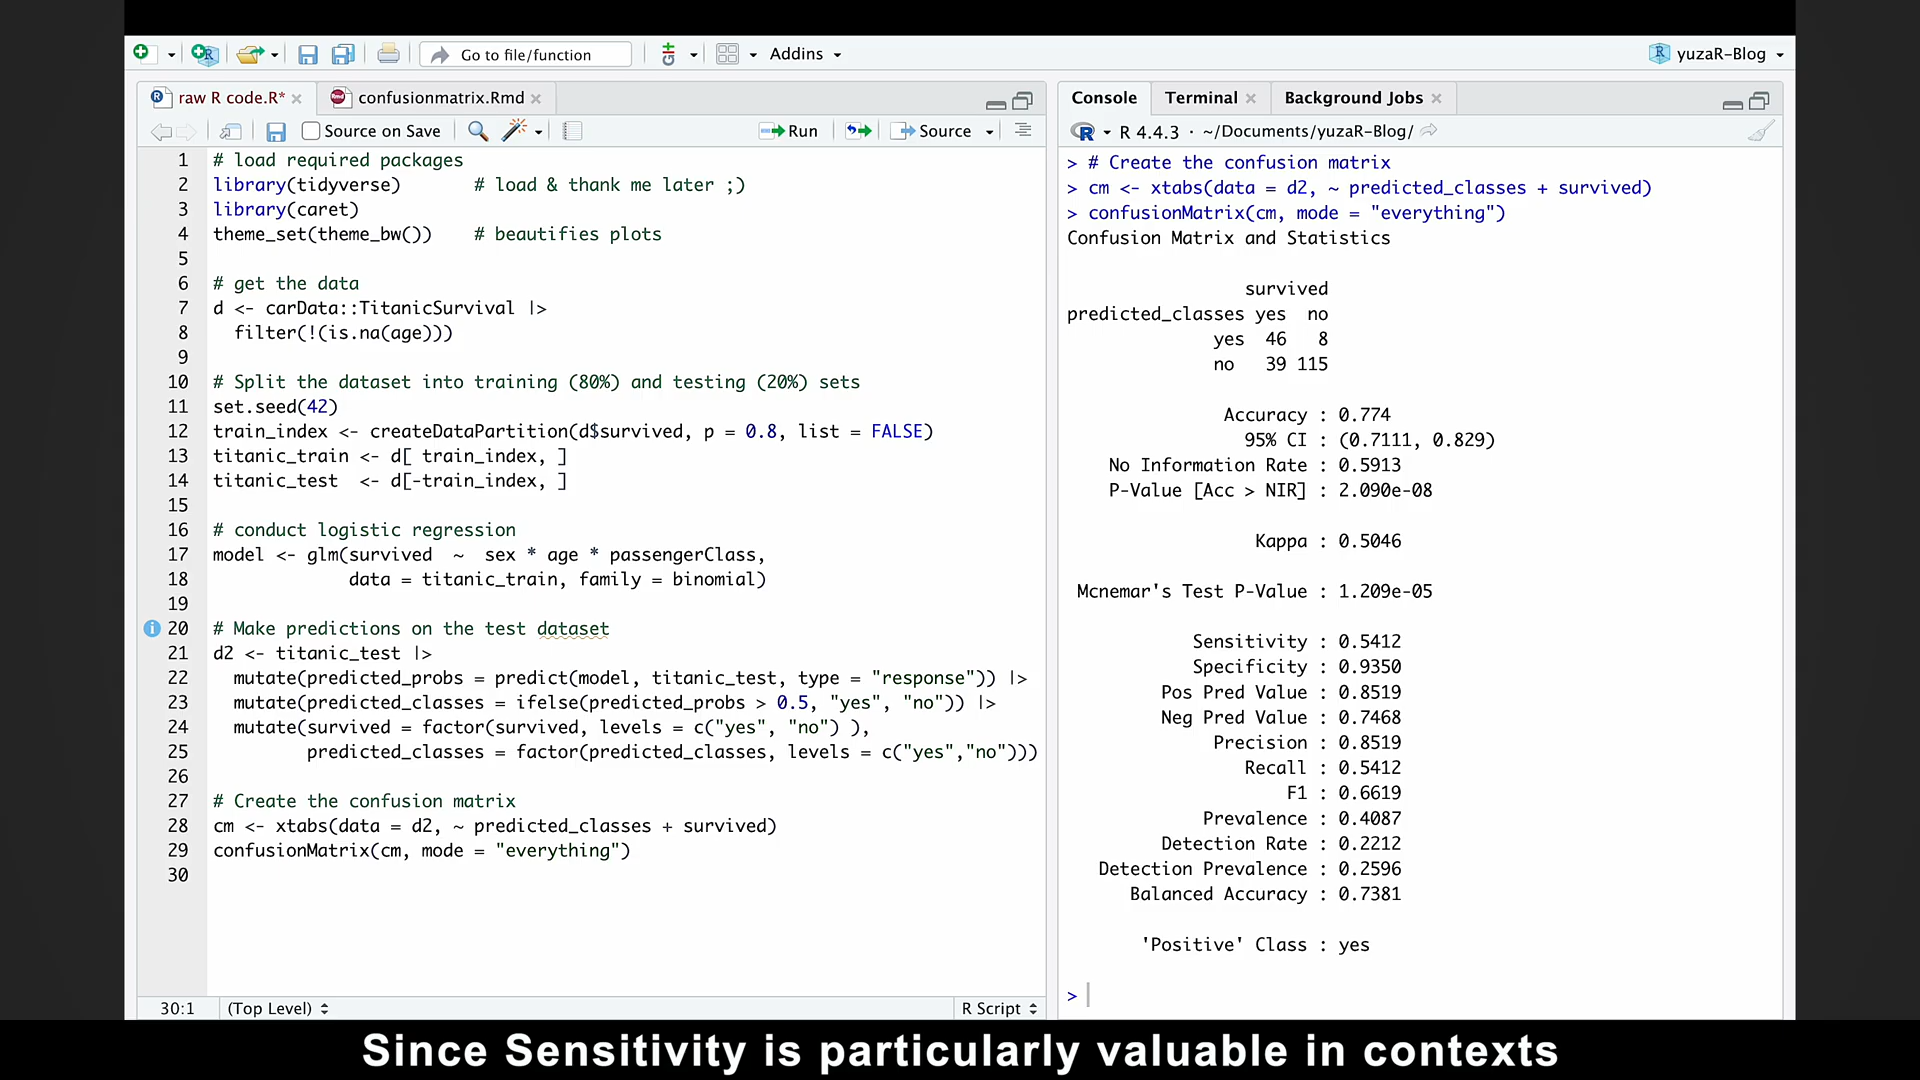 Go to file/function
Addins
yuzaR-Blog
raw R code.R*
confusionmatrix.Rmd
Source on Save
Run
Source
1 # load required packages
2 library(tidyverse) # load & thank me later ;)
3 library(caret)
4 theme_set(theme_bw()) # beautifies plots
5
6 # get the data
7 d <- carData::TitanicSurvival |>
8 filter(!(is.na(age)))
9
10 # Split the dataset into training (80%) and testing (20%) sets
11 set.seed(42)
12 train_index <- createDataPartition(d$survived, p = 0.8, list = FALSE)
13 titanic_train <- d[ train_index, ]
14 titanic_test <- d[-train_index, ]
15
16 # conduct logistic regression
17 model <- glm(survived ~ sex * age * passengerClass,
18 data = titanic_train, family = binomial)
19
20 # Make predictions on the test dataset
21 d2 <- titanic_test |>
22 mutate(predicted_probs = predict(model, titanic_test, type = "response")) |>
23 mutate(predicted_classes = ifelse(predicted_probs > 0.5, "yes", "no")) |>
24 mutate(survived = factor(survived, levels = c("yes", "no") ),
25 predicted_classes = factor(predicted_classes, levels = c("yes","no")))
26
27 # Create the confusion matrix
28 cm <- xtabs(data = d2, ~ predicted_classes + survived)
29 confusionMatrix(cm, mode = "everything")
30
30:1 (Top Level) R Script
Console Terminal Background Jobs
R 4.4.3 · ~/Documents/yuzaR-Blog/
> # Create the confusion matrix
> cm <- xtabs(data = d2, ~ predicted_classes + survived)
> confusionMatrix(cm, mode = "everything")
Confusion Matrix and Statistics
survived
predicted_classes yes no
yes 46 8
no 39 115
Accuracy : 0.774
95% CI : (0.7111, 0.829)
No Information Rate : 0.5913
P-Value [Acc > NIR] : 2.090e-08
Kappa : 0.5046
Mcnemar's Test P-Value : 1.209e-05
Sensitivity : 0.5412
Specificity : 0.9350
Pos Pred Value : 0.8519
Neg Pred Value : 0.7468
Precision : 0.8519
Recall : 0.5412
F1 : 0.6619
Prevalence : 0.4087
Detection Rate : 0.2212
Detection Prevalence : 0.2596
Balanced Accuracy : 0.7381
'Positive' Class : yes
>
Since Sensitivity is particularly valuable in contexts